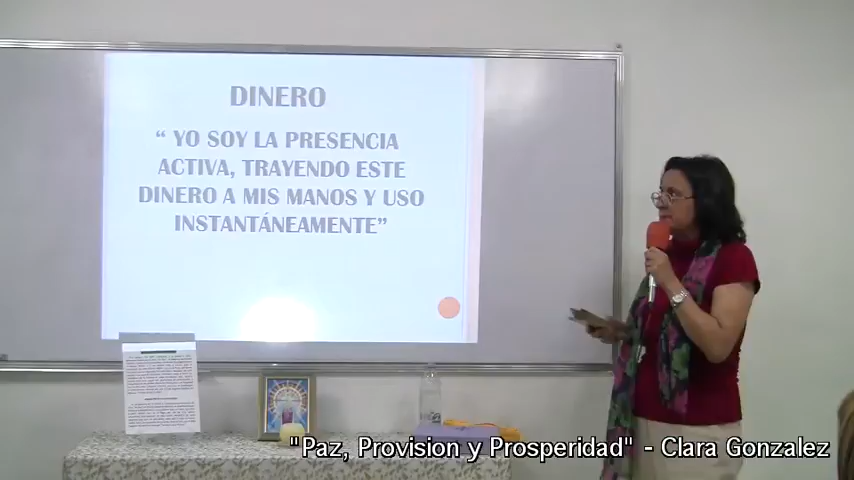 DINERO
“ YO SOY LA PRESENCIA
ACTIVA, TRAYENDO ESTE
DINERO A MIS MANOS Y USO
INSTANTÁNEAMENTE”
"Paz, Provision y Prosperidad" - Clara Gonzalez